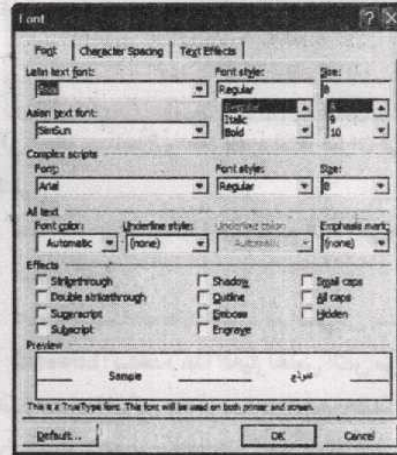 Font
Font Character Spacing Text Effects
Latin text font: Font style: Size:
Regular 8
Asian text font: Regular 8
SimSun Italic 9
Bold 10
Complex scripts
Font: Font style: Size:
Arial Regular 8
All text
Font color: Underline style: Underline color: Emphasis mark:
Automatic (none) Automatic (none)
Effects
Strikethrough Shadow Small caps
Double strikethrough Outline All caps
Superscript Emboss Hidden
Subscript Engrave
Preview
Sample نموذج
This is a TrueType font. This font will be used on both printer and screen.
Default... OK Cancel